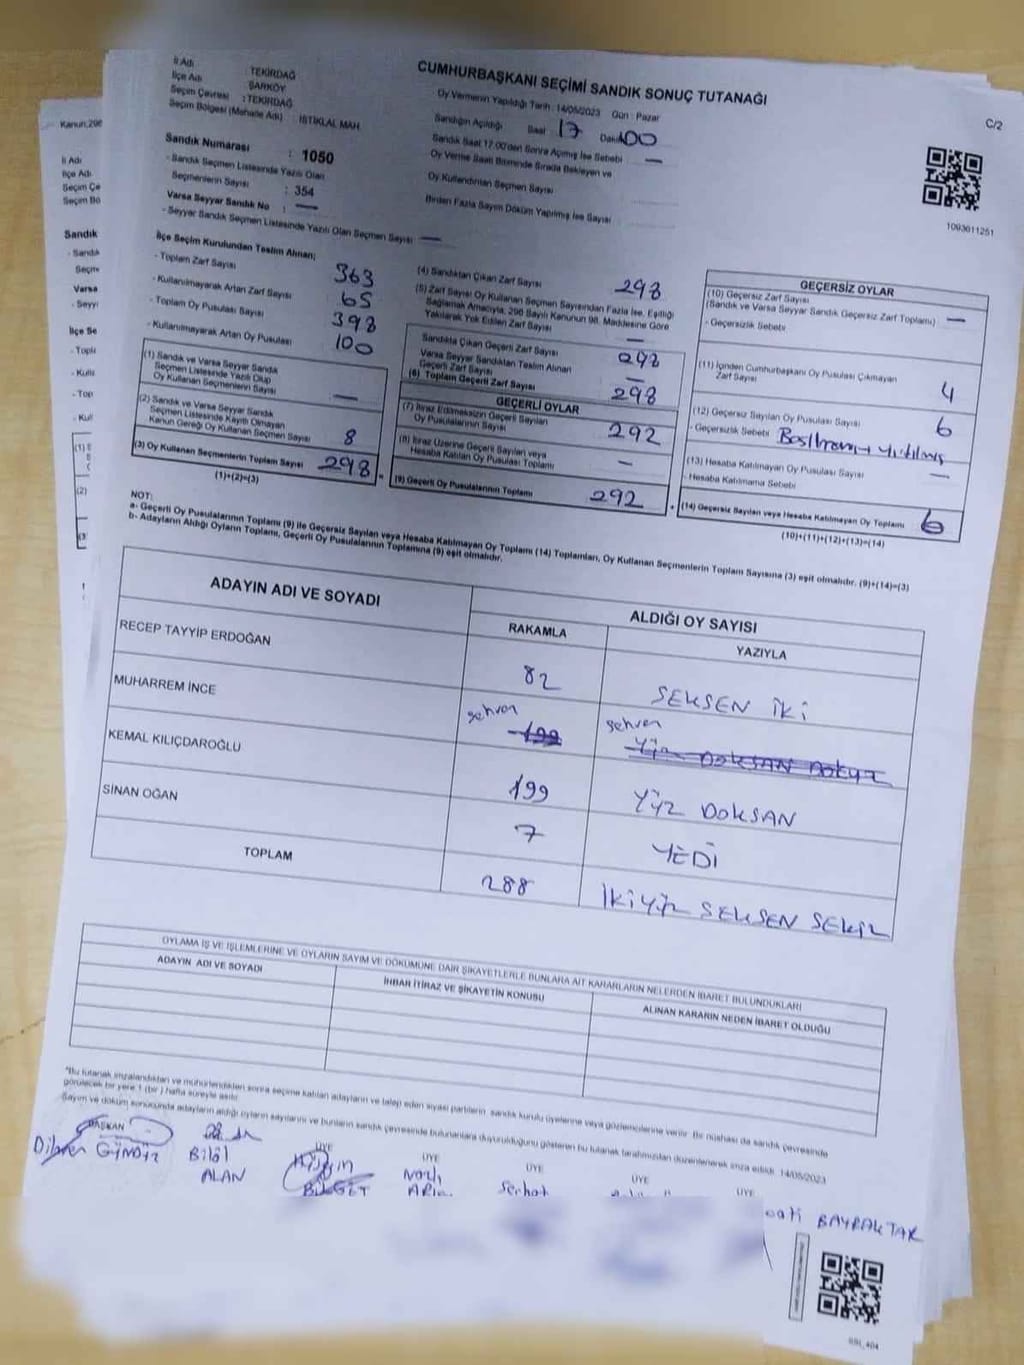 CUMHURBAŞKANI SEÇİMİ SANDIK SONUÇ TUTANAĞI
C/2
İl Adı : TEKİRDAĞ
İlçe Adı : ŞARKÖY
Seçim Çevresi : TEKİRDAĞ
Seçim Bölgesi (Mahalle Adı) : İSTİKLAL MAH
Oy Vermenin Yapıldığı Tarih : 14/05/2023 Gün : Pazar
Sandığın Açıldığı Saat 17 Dakika 00
Sandık Saat 17.00'den Sonra Açımış İse Sebebi —
Oy Verme Saati Bitiminde Sırada Bekleyen ve
Oy Kullandırılan Seçmen Sayısı
Birden Fazla Sayım Döküm Yapılmış İse Sayısı
1093611251
Sandık Numarası : 1050
- Sandık Seçmen Listesinde Yazılı Olan
Seçmenlerin Sayısı : 354
Varsa Seyyar Sandık No : —
- Seyyar Sandık Seçmen Listesinde Yazılı Olan Seçmen Sayısı —
İlçe Seçim Kurulundan Teslim Alınan;
- Toplam Zarf Sayısı 363
- Kullanılmayarak Artan Zarf Sayısı 65
- Toplam Oy Pusulası Sayısı 398
- Kullanılmayarak Artan Oy Pusulası 100
(1) Sandık ve Varsa Seyyar Sandık
Seçmen Listesinde Yazılı Olup
Oy Kullanan Seçmenlerin Sayısı —
(2) Sandık ve Varsa Seyyar Sandık
Seçmen Listesinde Kayıtlı Olmayan
Kanun Gereği Oy Kullanan Seçmen Sayısı 8
(3) Oy Kullanan Seçmenlerin Toplam Sayısı 298
(1)+(2)=(3)
(4) Sandıktan Çıkan Zarf Sayısı 298
(5) Zarf Sayısı Oy Kullanan Seçmen Sayısından Fazla İse, Eşitliği
Sağlamak Amacıyla, 298 Sayılı Kanunun 98. Maddesine Göre
Yakılarak Yok Edilen Zarf Sayısı —
Sandıkta Çıkan Geçerli Zarf Sayısı 298
Varsa Seyyar Sandıktan Teslim Alınan
Geçerli Zarf Sayısı —
(6) Toplam Geçerli Zarf Sayısı 298
GEÇERLİ OYLAR
(7) İtiraz Edilmeksizin Geçerli Sayılan
Oy Pusulalarının Sayısı 292
(8) İtiraz Üzerine Geçerli Sayılan veya
Hesaba Katılan Oy Pusulası Toplamı —
(9) Geçerli Oy Pusulalarının Toplamı 292
GEÇERSİZ OYLAR
(10) Geçersiz Zarf Sayısı
(Sandık ve Varsa Seyyar Sandık Geçersiz Zarf Toplamı) —
- Geçersizlik Sebebi
(11) İçinden Cumhurbaşkanı Oy Pusulası Çıkmayan
Zarf Sayısı 4
(12) Geçersiz Sayılan Oy Pusulası Sayısı 6
- Geçersizlik Sebebi yırtılmış
(13) Hesaba Katılmayan Oy Pusulası Sayısı —
- Hesaba Katılmama Sebebi
(14) Geçersiz Sayılan veya Hesaba Katılmayan Oy Toplamı 6
(10)+(11)+(12)+(13)=(14)
NOT:
a- Geçerli Oy Pusulalarının Toplamı (9) ile Geçersiz Sayılan veya Hesaba Katılmayan Oy Toplamı (14) Toplamları, Oy Kullanan Seçmenlerin Toplam Sayısına (3) eşit olmalıdır. (9)+(14)=(3)
b- Adayların Aldığı Oyların Toplamı, Geçerli Oy Pusulalarının Toplamına (9) eşit olmalıdır.
ADAYIN ADI VE SOYADI
ALDIĞI OY SAYISI
RAKAMLA YAZIYLA
RECEP TAYYİP ERDOĞAN 82 SEKSEN İKİ
MUHARREM İNCE sehven 199 sehven Yüz DOKSAN DOKUZ
KEMAL KILIÇDAROĞLU 199 YÜZ DOKSAN
SİNAN OĞAN 7 YEDİ
TOPLAM 288 İKİYÜZ SEKSEN SEKİZ
OYLAMA İŞ VE İŞLEMLERİNE VE OYLARIN SAYIM VE DÖKÜMÜNE DAİR ŞİKAYETLERLE BUNLARA AİT KARARLARIN NELERDEN İBARET BULUNDUKLARI
ADAYIN ADI VE SOYADI
İHBAR İTİRAZ VE ŞİKAYETİN KONUSU
ALINAN KARARIN NEDEN İBARET OLDUĞU
"Bu tutanak imzalandıktan ve mühürlendikten sonra seçime katılan adayların ve talep eden siyasi partilerin sandık kurulu üyelerine veya gözlemcilerine verilir. Bir nüshası da sandık çevresinde
görülecek bir yere 1 (bir) hafta süreyle asılır.
Sayım ve döküm sonucunda adayların aldığı oyların sayılarını ve bunların sandık çevresinde bulunanlara duyurulduğunu gösteren bu tutanak tarafımızdan düzenlenerek imza edildi. 14/05/2023
BAŞKAN ÜYE ÜYE ÜYE ÜYE ÜYE
GÜNDÜZ
Bilal
ALAN
Serhat
BAYRAKTAR